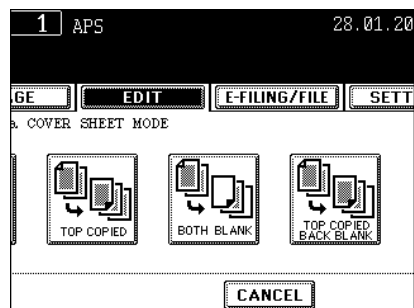 1 APS 28.01.20
.GE EDIT E-FILING/FILE SETT
a. COVER SHEET MODE
TOP COPIED BOTH BLANK TOP COPIED
BACK BLANK
CANCEL